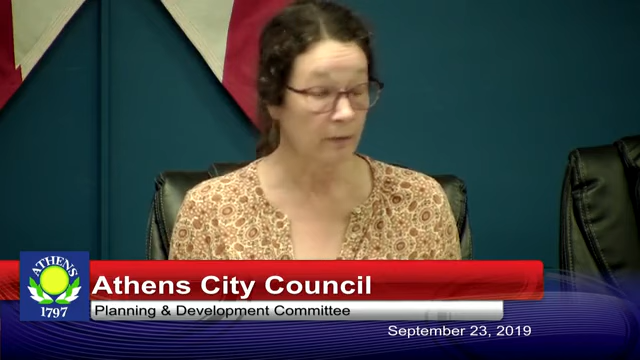 ATHENS
1797
Athens City Council
Planning & Development Committee
September 23, 2019